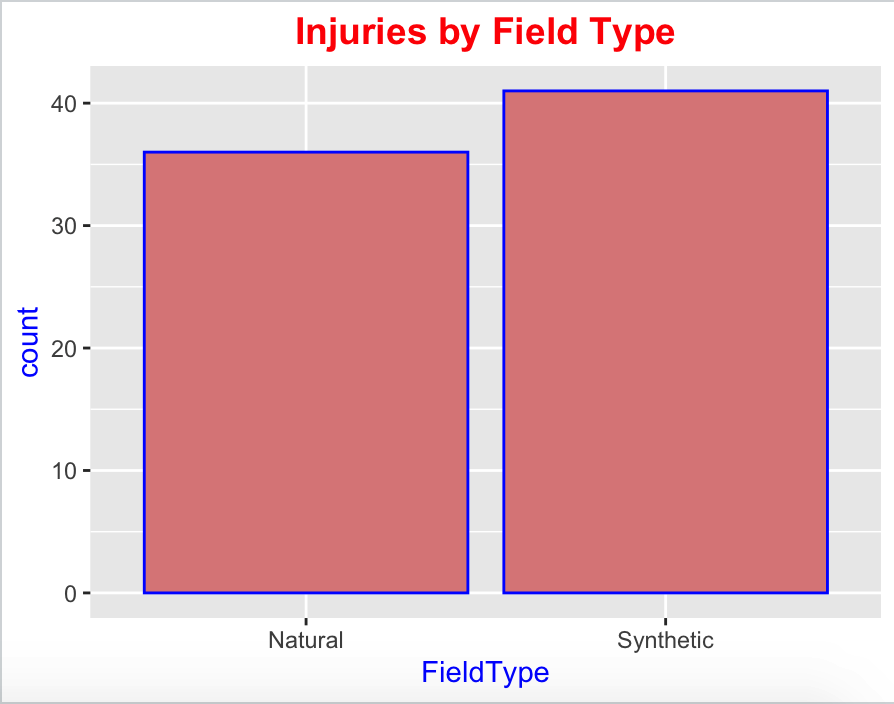 Injuries by Field Type
40
30
20
10
0
count
Natural
Synthetic
FieldType